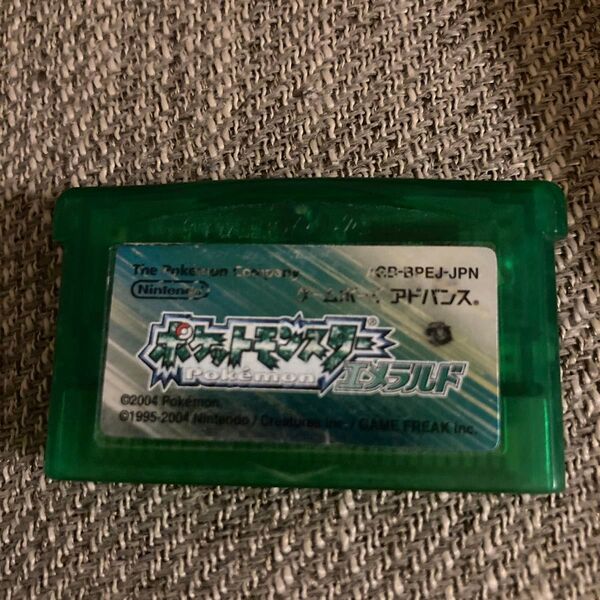 The Pokémon Company
AGB-BPEJ-JPN
Nintendo
ゲームボーイ アドバンス®
ポケットモンスター®
Pokémon
エメラルド
©2004 Pokémon.
©1995-2004 Nintendo / Creatures inc. / GAME FREAK inc.